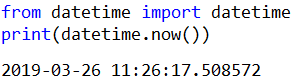 from datetime import datetime
print(datetime.now())
2019-03-26 11:26:17.508572